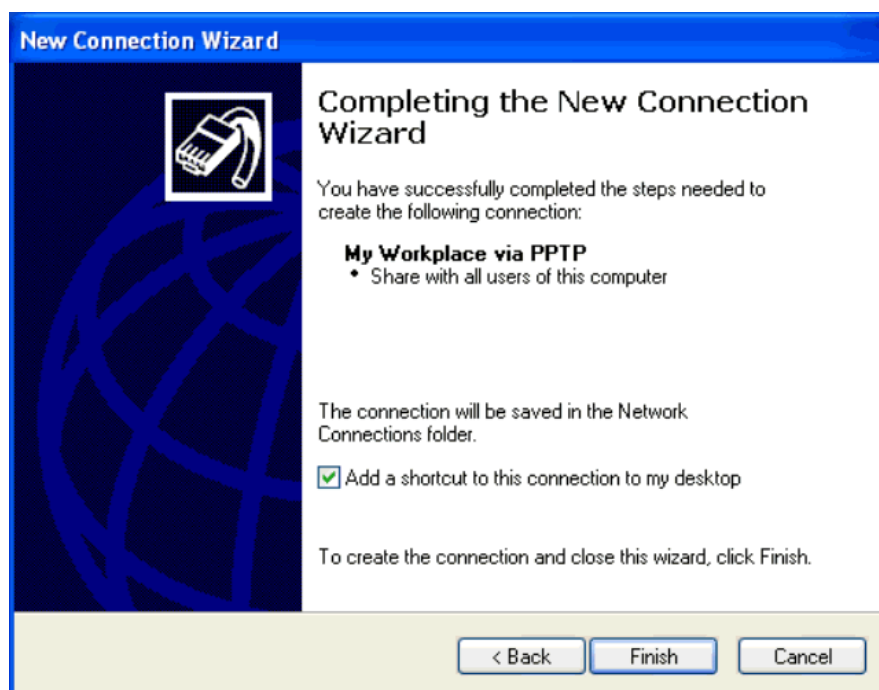 New Connection Wizard
Completing the New Connection
Wizard
You have successfully completed the steps needed to
create the following connection:
My Workplace via PPTP
• Share with all users of this computer
The connection will be saved in the Network
Connections folder.
Add a shortcut to this connection to my desktop
To create the connection and close this wizard, click Finish.
< Back Finish Cancel